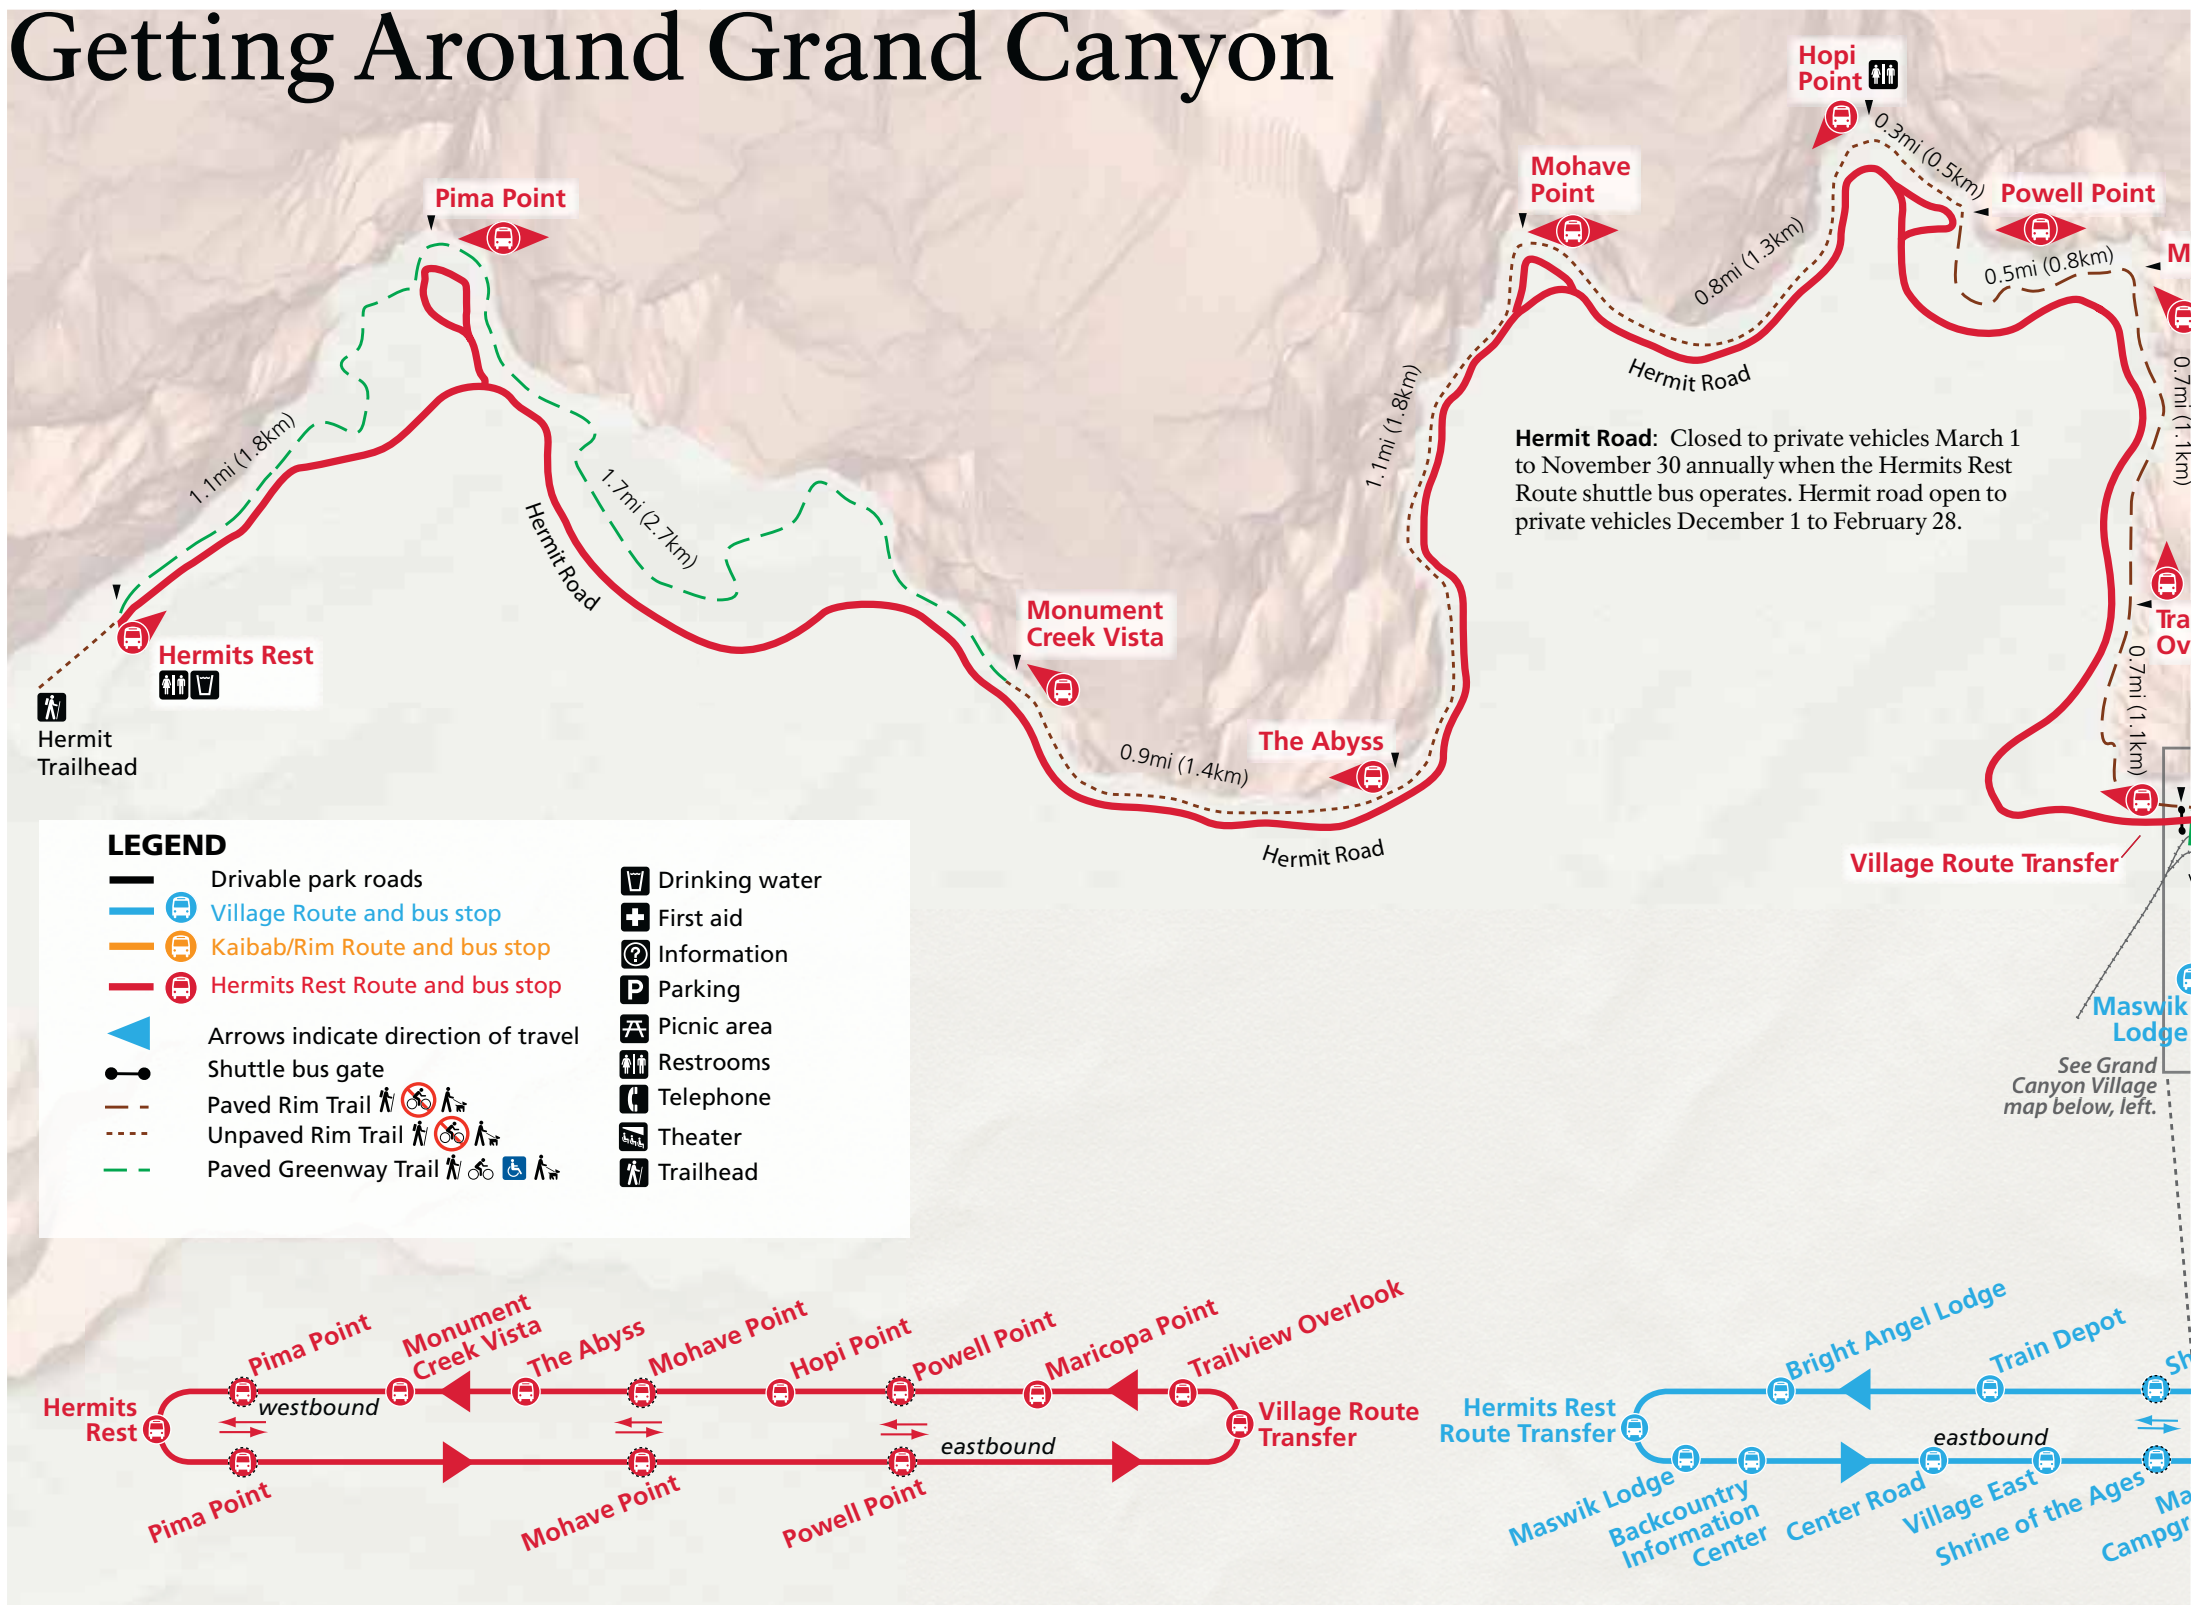 Getting Around Grand Canyon
Hopi
Point
0.3mi (0.5km)
Mohave
Point
Pima Point
Powell Point
0.8mi (1.3km)
0.5mi (0.8km)
M
Hermit Road
0.7mi (1.1km)
1.1mi (1.8km)
1.1mi (1.8km)
Hermit Road: Closed to private vehicles March 1
to November 30 annually when the Hermits Rest
Route shuttle bus operates. Hermit road open to
private vehicles December 1 to February 28.
1.7mi (2.7km)
Hermit Road
Monument
Creek Vista
Tra
Ov
Hermits Rest
0.7mi (1.1km)
Hermit
Trailhead
The Abyss
0.9mi (1.4km)
Hermit Road
Village Route Transfer
LEGEND
Drivable park roads
Village Route and bus stop
Kaibab/Rim Route and bus stop
Hermits Rest Route and bus stop
Arrows indicate direction of travel
Shuttle bus gate
Paved Rim Trail
Unpaved Rim Trail
Paved Greenway Trail
Drinking water
First aid
Information
P
Parking
Picnic area
Restrooms
Telephone
Theater
Trailhead
Maswik
Lodge
See Grand
Canyon Village
map below, left.
Pima Point
Monument
Creek Vista
The Abyss
Mohave Point
Hopi Point
Powell Point
Maricopa Point
Trailview Overlook
Hermits
Rest
westbound
eastbound
Village Route
Transfer
Pima Point
Mohave Point
Powell Point
Bright Angel Lodge
Train Depot
Sh
Hermits Rest
Route Transfer
eastbound
Maswik Lodge
Backcountry
Information
Center
Center Road
Village East
Shrine of the Ages
Ma
Campgr